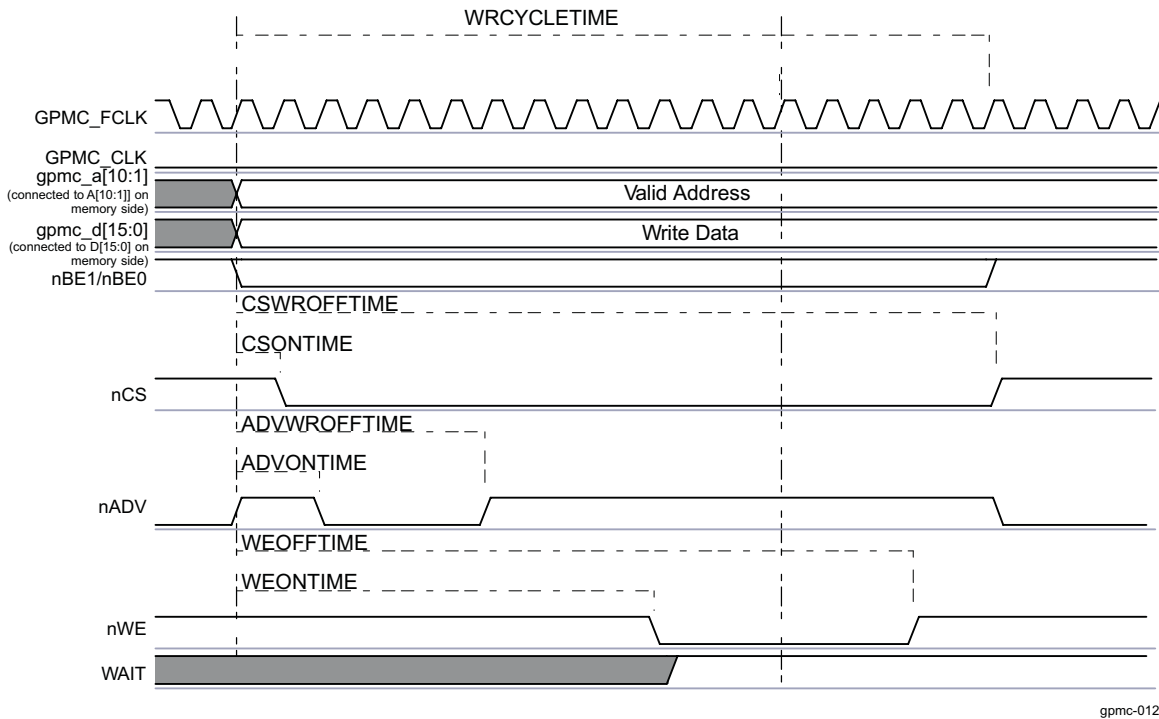 WRCYCLETIME
GPMC_FCLK
GPMC_CLK
gpmc_a[10:1]
(connected to A[10:1]] on
memory side)
Valid Address
gpmc_d[15:0]
(connected to D[15:0] on
memory side)
Write Data
nBE1/nBE0
CSWROFFTIME
CSONTIME
nCS
ADVWROFFTIME
ADVONTIME
nADV
WEOFFTIME
WEONTIME
nWE
WAIT
gpmc-012